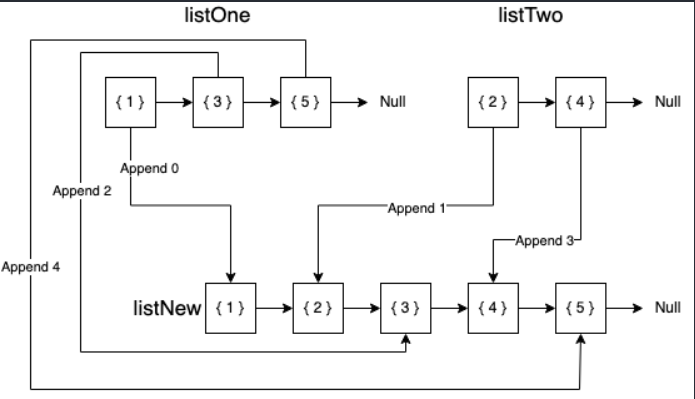 listOne
listTwo
{ 1 } { 3 } { 5 } Null
{ 2 } { 4 } Null
Append 0
Append 2
Append 1
Append 3
Append 4
listNew { 1 } { 2 } { 3 } { 4 } { 5 } Null